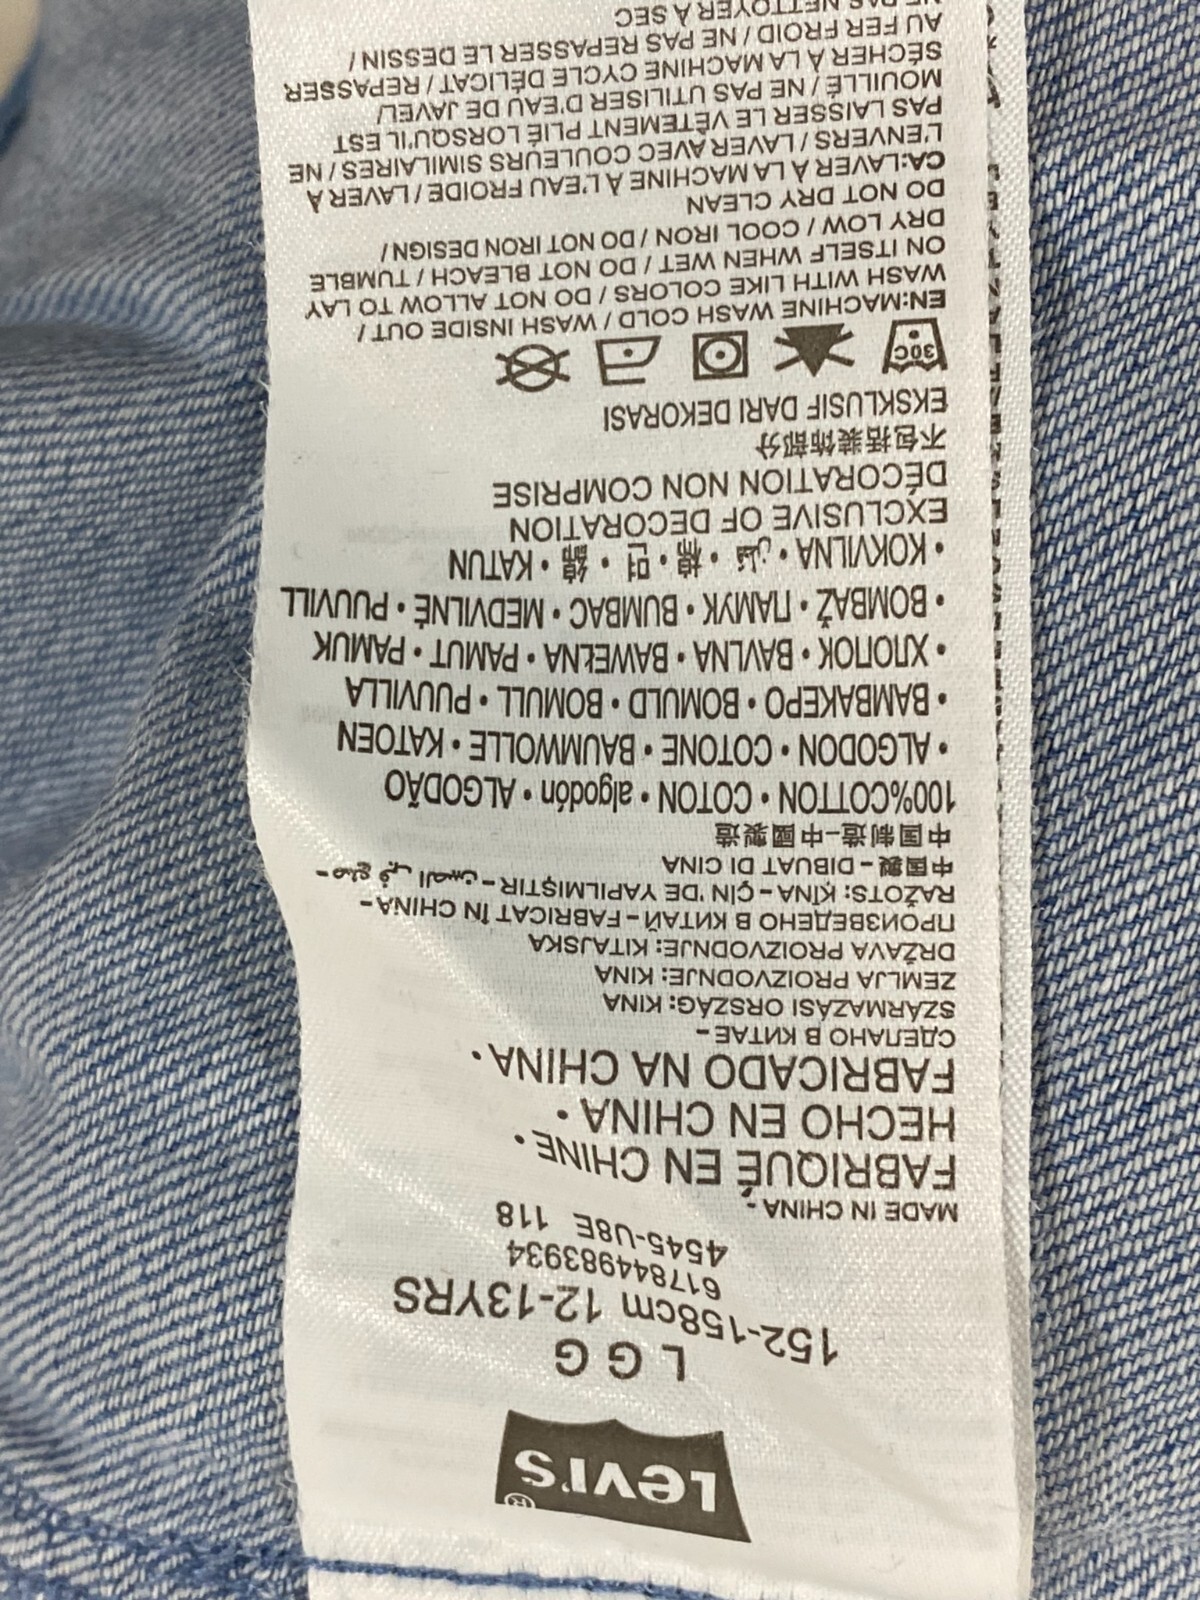 LEVI'S®
L G G
152-158cm 12-13YRS
617844983934
4545-U8E 118
MADE IN CHINA -
FABRIQUÉ EN CHINE •
HECHO EN CHINA •
FABRICADO NA CHINA •
СДЕЛАНО В КИТАЕ -
SZÁRMAZÁSI ORSZÁG: KINA
ZEMLJA PROIZVODNJE: KINA
DRŽAVA PROIZVODNJE: KITAJSKA
ПРОИЗВЕДЕНО В КИТАЙ - FABRICAT ÎN CHINA -
RAŽOTS: ĶĪNA - ÇİN 'DE YAPILMIŞTIR - صنع في الصين -
中国製 - DIBUAT DI CINA
中国制造-中國製造
100%COTTON • COTON • algodón • ALGODÃO
• ALGODON • COTONE • BAUMWOLLE • KATOEN
• BAMBAKEPO • BOMULD • BOMULL • PUUVILLA
• ХЛОПОК • BAVLNA • BAWEŁNA • PAMUT • PAMUK
• BOMBAŽ • ПАМУК • BUMBAC • MEDVILNĖ • PUUVILL
• KOKVILNA • قطن • 棉 • 면 • 綿 • KATUN
EXCLUSIVE OF DECORATION
DÉCORATION NON COMPRISE
不包括装饰部分
EKSKLUSIF DARI DEKORASI
30C
EN:MACHINE WASH COLD / WASH INSIDE OUT /
WASH WITH LIKE COLORS / DO NOT ALLOW TO LAY
ON ITSELF WHEN WET / DO NOT BLEACH / TUMBLE
DRY LOW / COOL IRON / DO NOT IRON DESIGN /
DO NOT DRY CLEAN
CA:LAVER À LA MACHINE À L'EAU FROIDE / LAVER À
L'ENVERS / LAVER AVEC COULEURS SIMILAIRES / NE
PAS LAISSER LE VÊTEMENT PLIÉ LORSQU'IL EST
MOUILLÉ / NE PAS UTILISER D'EAU DE JAVEL /
SÉCHER À LA MACHINE CYCLE DÉLICAT / REPASSER
AU FER FROID / NE PAS REPASSER LE DESSIN /
NE PAS NETTOYER À SEC